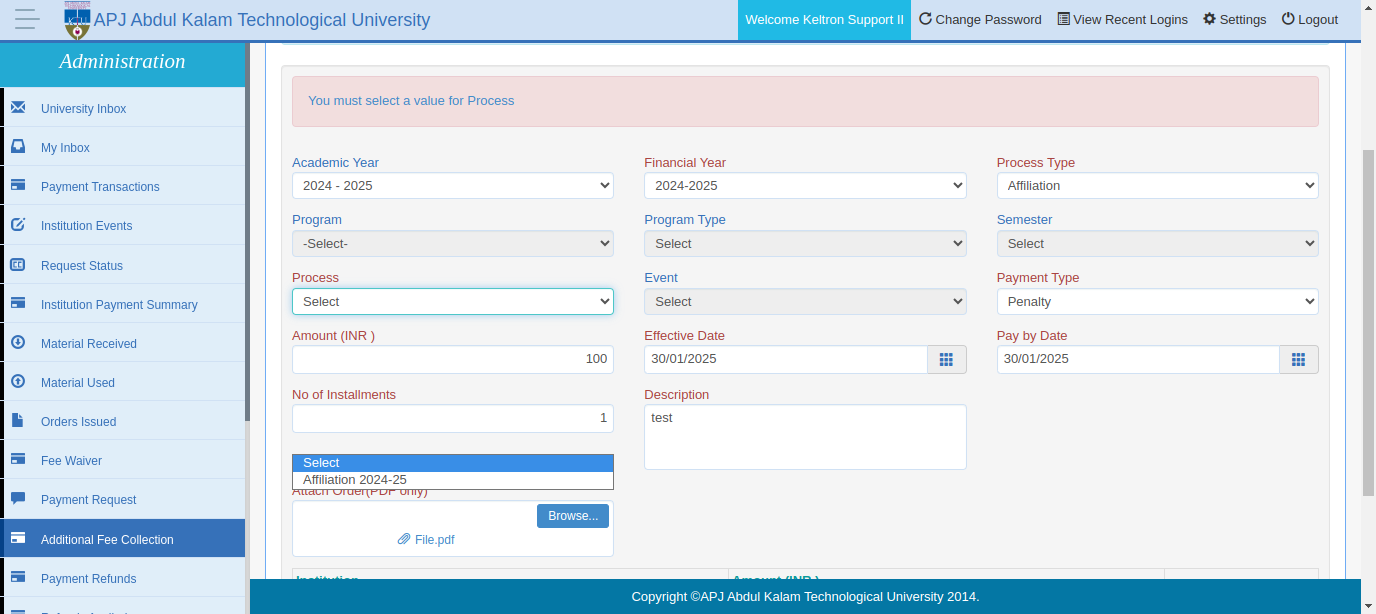 APJ Abdul Kalam Technological University
Welcome Keltron Support II
Change Password
View Recent Logins
Settings
Logout
Administration
University Inbox
My Inbox
Payment Transactions
Institution Events
Request Status
Institution Payment Summary
Material Received
Material Used
Orders Issued
Fee Waiver
Payment Request
Additional Fee Collection
Payment Refunds
You must select a value for Process
Academic Year
2024 - 2025
Financial Year
2024-2025
Process Type
Affiliation
Program
-Select-
Program Type
Select
Semester
Select
Process
Select
Event
Select
Payment Type
Penalty
Amount (INR )
100
Effective Date
30/01/2025
Pay by Date
30/01/2025
No of Installments
1
Description
test
Select
Affiliation 2024-25
Attach Order(PDF only)
Browse...
File.pdf
Institution
Amount (INR )
Copyright ©APJ Abdul Kalam Technological University 2014.